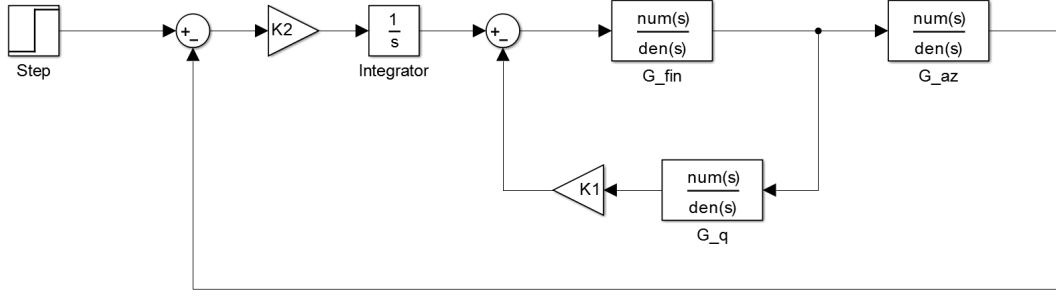 +
−
K2
1
s
+
−
num(s)
den(s)
num(s)
den(s)
Step
Integrator
G_fin
G_az
K1
num(s)
den(s)
G_q